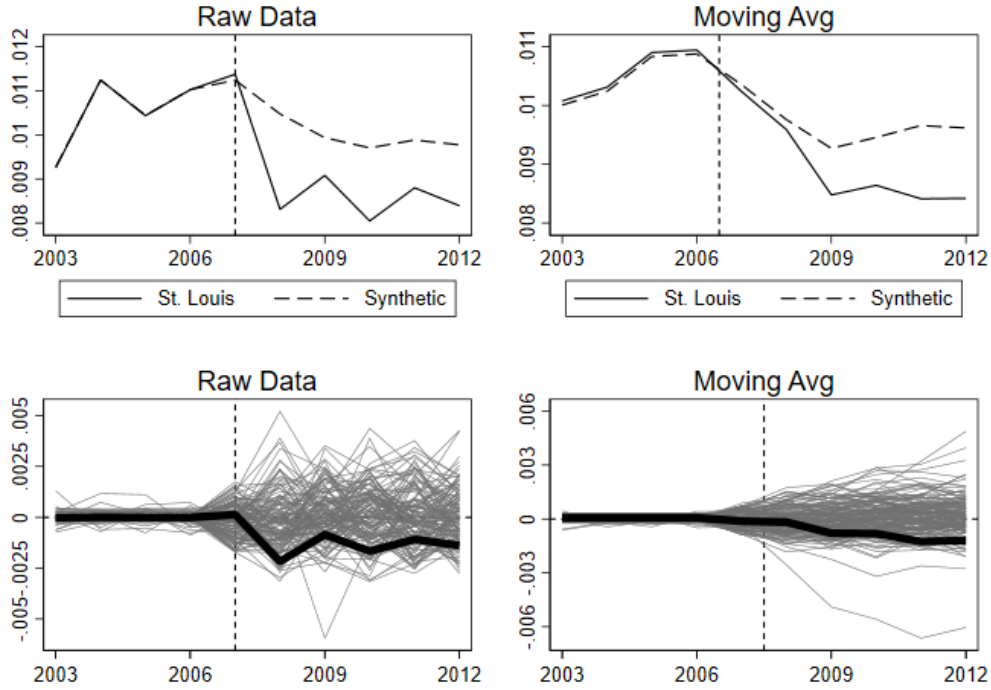 Raw Data
.012
.011
.01
.009
.008
2003 2006 2009 2012
St. Louis Synthetic
Moving Avg
.011
.01
.009
.008
2003 2006 2009 2012
St. Louis Synthetic
Raw Data
.005
.0025
0
-.0025
-.005
2003 2006 2009 2012
Moving Avg
.006
.003
0
-.003
-.006
2003 2006 2009 2012